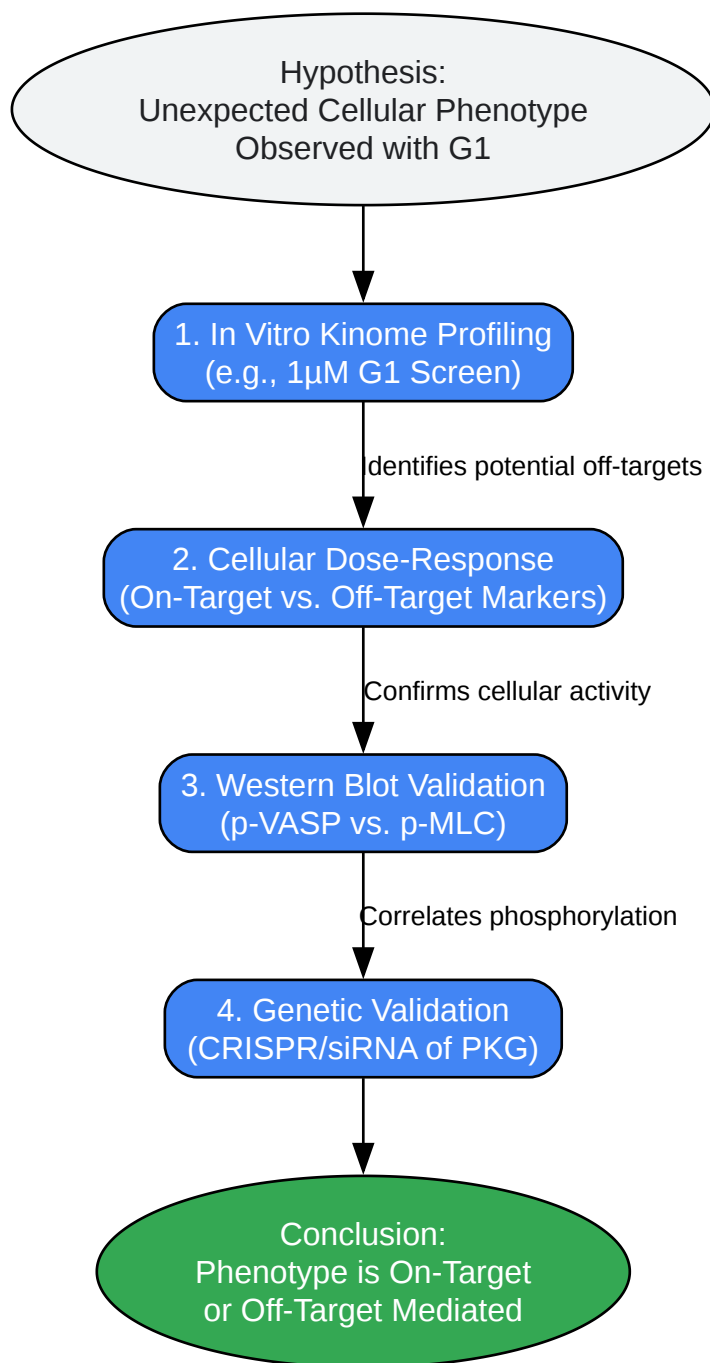 Hypothesis:
Unexpected Cellular Phenotype
Observed with G1
1. In Vitro Kinome Profiling
(e.g., 1µM G1 Screen)
Identifies potential off-targets
2. Cellular Dose-Response
(On-Target vs. Off-Target Markers)
Confirms cellular activity
3. Western Blot Validation
(p-VASP vs. p-MLC)
Correlates phosphorylation
4. Genetic Validation
(CRISPR/siRNA of PKG)
Conclusion:
Phenotype is On-Target
or Off-Target Mediated